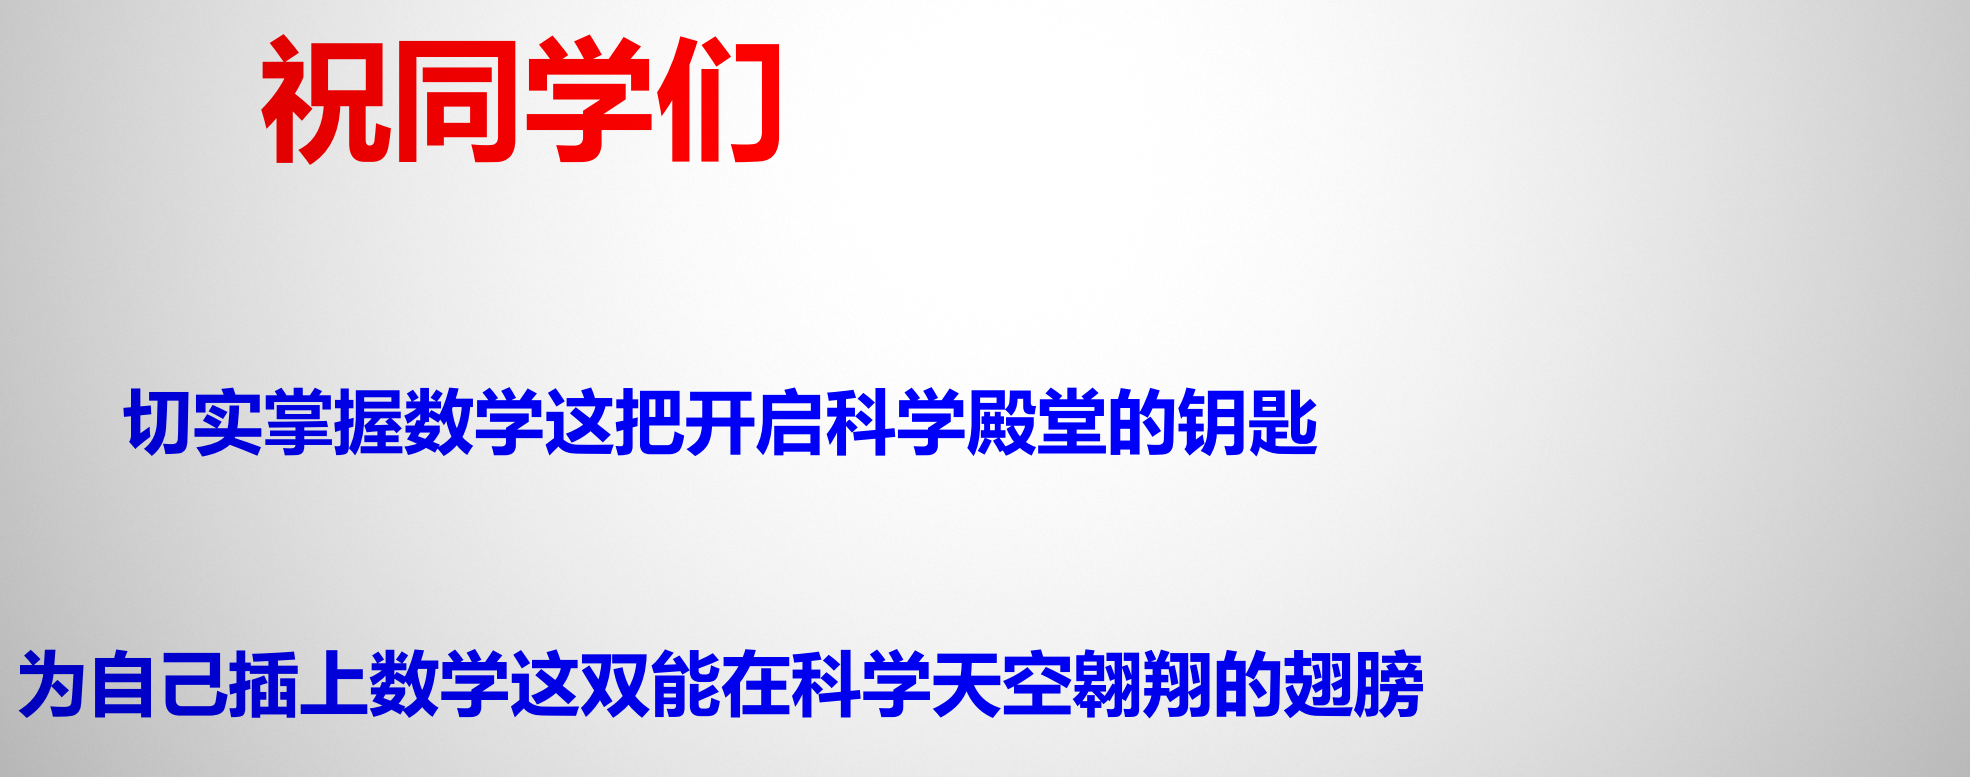 祝同学们
切实掌握数学这把开启科学殿堂的钥匙
为自己插上数学这双能在科学天空翱翔的翅膀